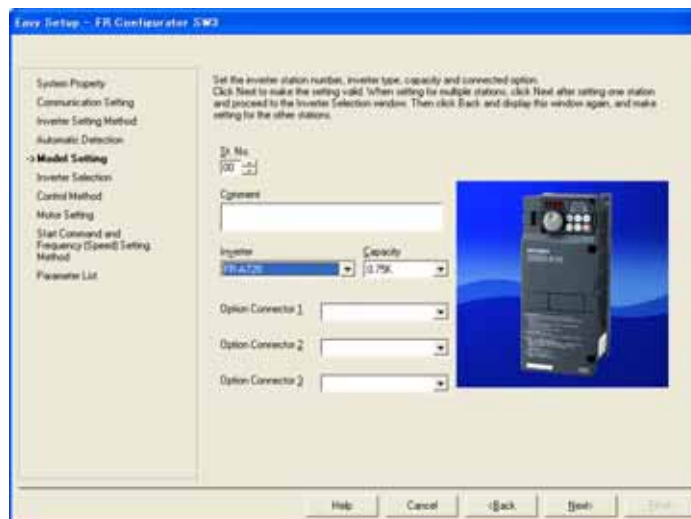 Easy Setup - FR Configurator SW3
System Property
Communication Setting
Inverter Setting Method
Automatic Detection
->Model Setting
Inverter Selection
Control Method
Motor Setting
Start Command and
Frequency (Speed) Setting
Method
Parameter List
Set the inverter station number, inverter type, capacity and connected option.
Click Next to make the setting valid. When setting for multiple stations, click Next after setting one station
and proceed to the Inverter Selection window. Then click Back and display this window again, and make
setting for the other stations.
St. No.
00
Comment
Inverter
Capacity
FR-A720
0.75K
Option Connector 1
Option Connector 2
Option Connector 3
Help
Cancel
<Back
Next>